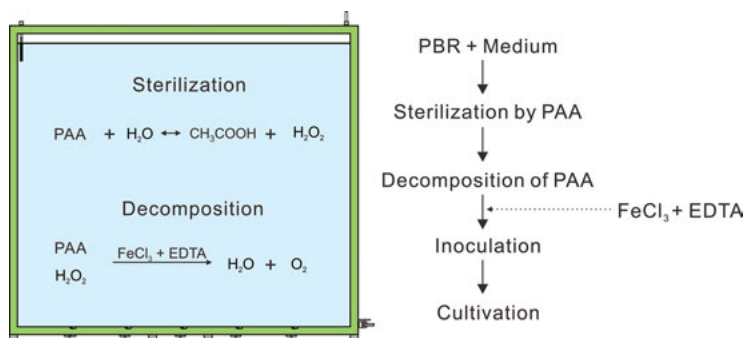 Sterilization
PAA + H₂O ↔ CH₃COOH + H₂O₂
Decomposition
PAA
H₂O₂
FeCl₃ + EDTA
H₂O + O₂
PBR + Medium
Sterilization by PAA
Decomposition of PAA
FeCl₃ + EDTA
Inoculation
Cultivation